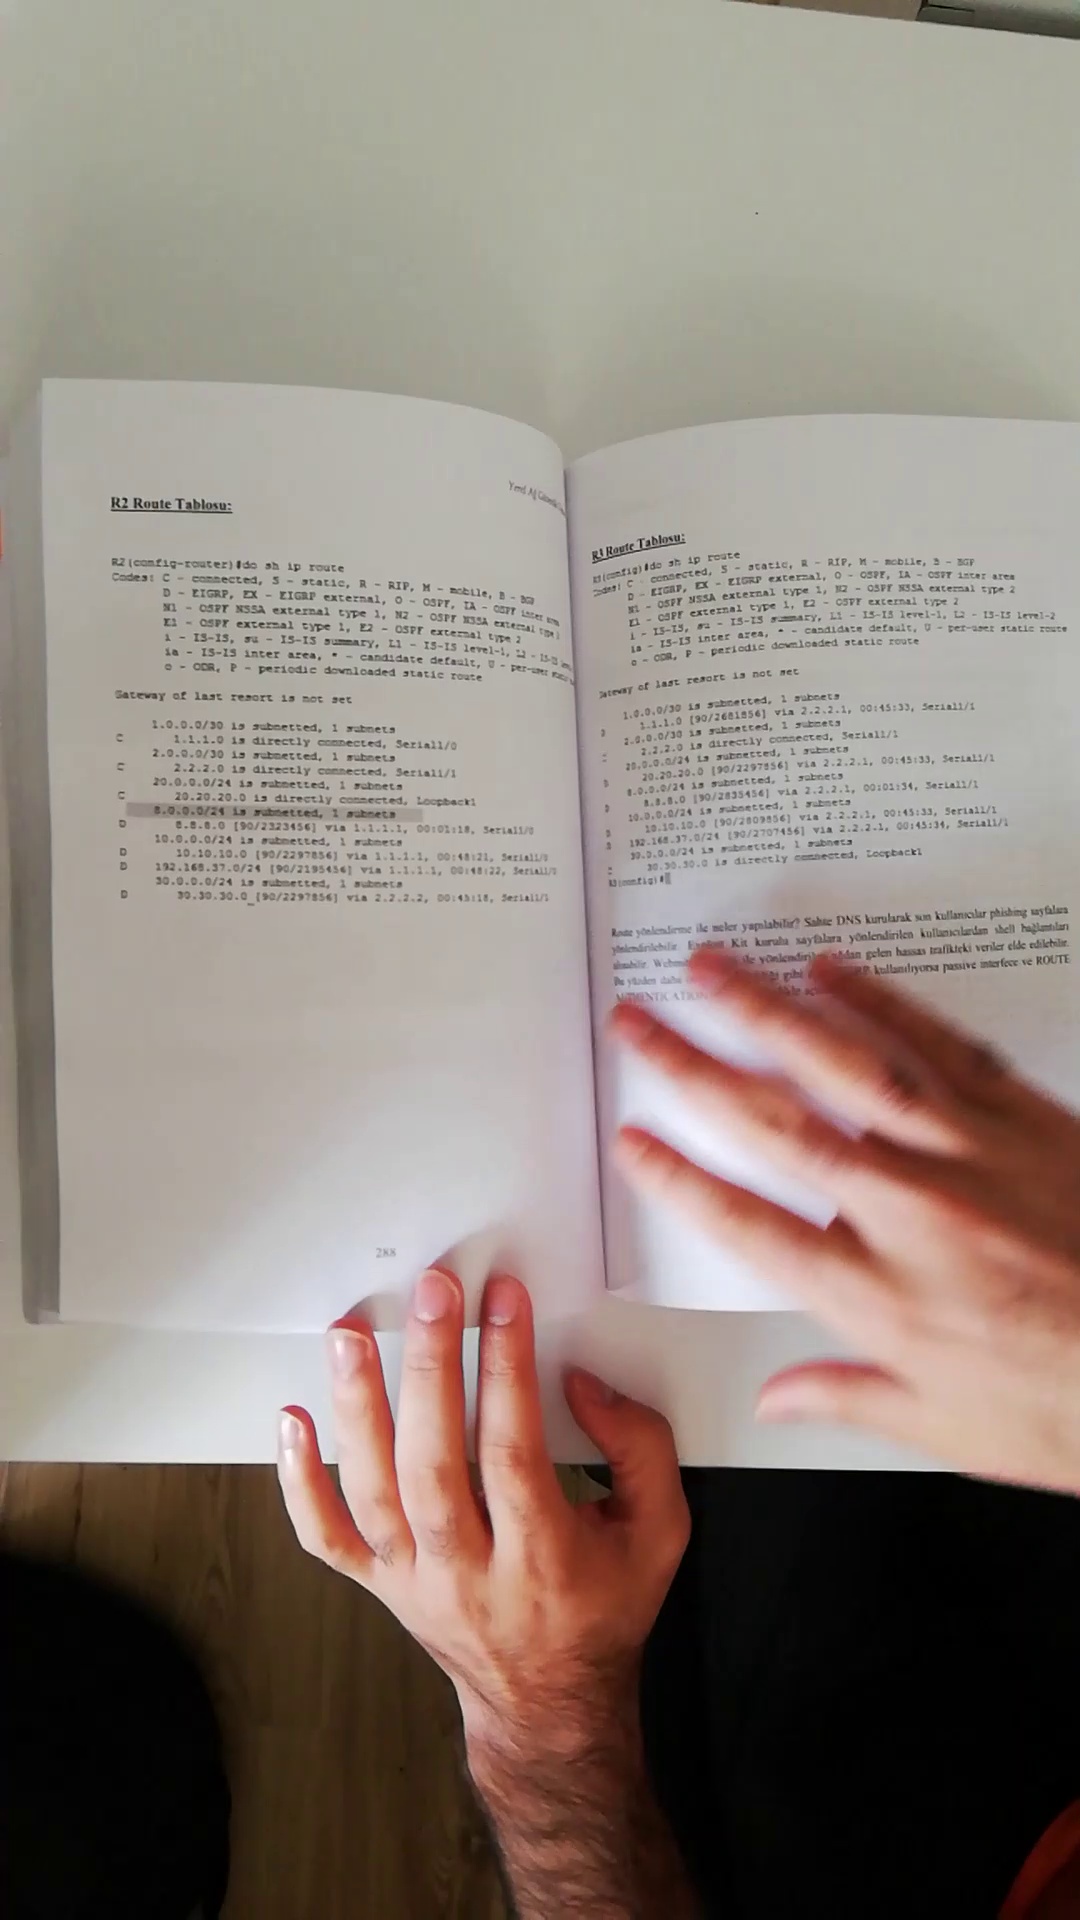 R2 Route Tablosu:
R2(config-router)#do sh ip route
Codes: C - connected, S - static, R - RIP, M - mobile, B - BGP
D - EIGRP, EX - EIGRP external, O - OSPF, IA - OSPF inter area
N1 - OSPF NSSA external type 1, N2 - OSPF NSSA external type
E1 - OSPF external type 1, E2 - OSPF external type 2
i - IS-IS, su - IS-IS summary, L1 - IS-IS level-1, L2 - IS-IS
ia - IS-IS inter area, * - candidate default, U - per-user static
o - ODR, P - periodic downloaded static route
Gateway of last resort is not set
1.0.0.0/30 is subnetted, 1 subnets
C 1.1.1.0 is directly connected, Serial1/0
2.0.0.0/30 is subnetted, 1 subnets
C 2.2.2.0 is directly connected, Serial1/1
20.0.0.0/24 is subnetted, 1 subnets
C 20.20.20.0 is directly connected, Loopback1
8.0.0.0/24 is subnetted, 1 subnets
D 8.8.8.0 [90/2323456] via 1.1.1.1, 00:01:18, Serial1/0
10.0.0.0/24 is subnetted, 1 subnets
D 10.10.10.0 [90/2297856] via 1.1.1.1, 00:48:21, Serial1/0
D 192.168.37.0/24 [90/2195456] via 1.1.1.1, 00:48:22, Serial1/0
30.0.0.0/24 is subnetted, 1 subnets
D 30.30.30.0 [90/2297856] via 2.2.2.2, 00:45:18, Serial1/1
288
R3 Route Tablosu:
R3(config)#do sh ip route
Codes: C - connected, S - static, R - RIP, M - mobile, B - BGP
D - EIGRP, EX - EIGRP external, O - OSPF, IA - OSPF inter area
N1 - OSPF NSSA external type 1, N2 - OSPF NSSA external type 2
E1 - OSPF external type 1, E2 - OSPF external type 2
i - IS-IS, su - IS-IS summary, L1 - IS-IS level-1, L2 - IS-IS level-2
ia - IS-IS inter area, * - candidate default, U - per-user static route
o - ODR, P - periodic downloaded static route
Gateway of last resort is not set
1.0.0.0/30 is subnetted, 1 subnets
D 1.1.1.0 [90/2681856] via 2.2.2.1, 00:45:33, Serial1/1
2.0.0.0/30 is subnetted, 1 subnets
C 2.2.2.0 is directly connected, Serial1/1
20.0.0.0/24 is subnetted, 1 subnets
D 20.20.20.0 [90/2297856] via 2.2.2.1, 00:45:33, Serial1/1
8.0.0.0/24 is subnetted, 1 subnets
D 8.8.8.0 [90/2835456] via 2.2.2.1, 00:01:34, Serial1/1
10.0.0.0/24 is subnetted, 1 subnets
D 10.10.10.0 [90/2809856] via 2.2.2.1, 00:45:33, Serial1/1
D 192.168.37.0/24 [90/2707456] via 2.2.2.1, 00:45:34, Serial1/1
30.0.0.0/24 is subnetted, 1 subnets
C 30.30.30.0 is directly connected, Loopback1
R3(config)#
Route yönlendirme ile neler yapılabilir? Sahte DNS kurularak son kullanıcılar phishing sayfalara
yönlendirilebilir. Exploit Kit kurulu sayfalara yönlendirilen kullanıcılardan shell bağlantıları
alınabilir. ile yönlendirilen ağdan gelen hassas trafikteki veriler elde edilebilir.
Bu yüzden daha gibi kullanılıyorsa passive interfece ve ROUTE
AUTHENTICATION